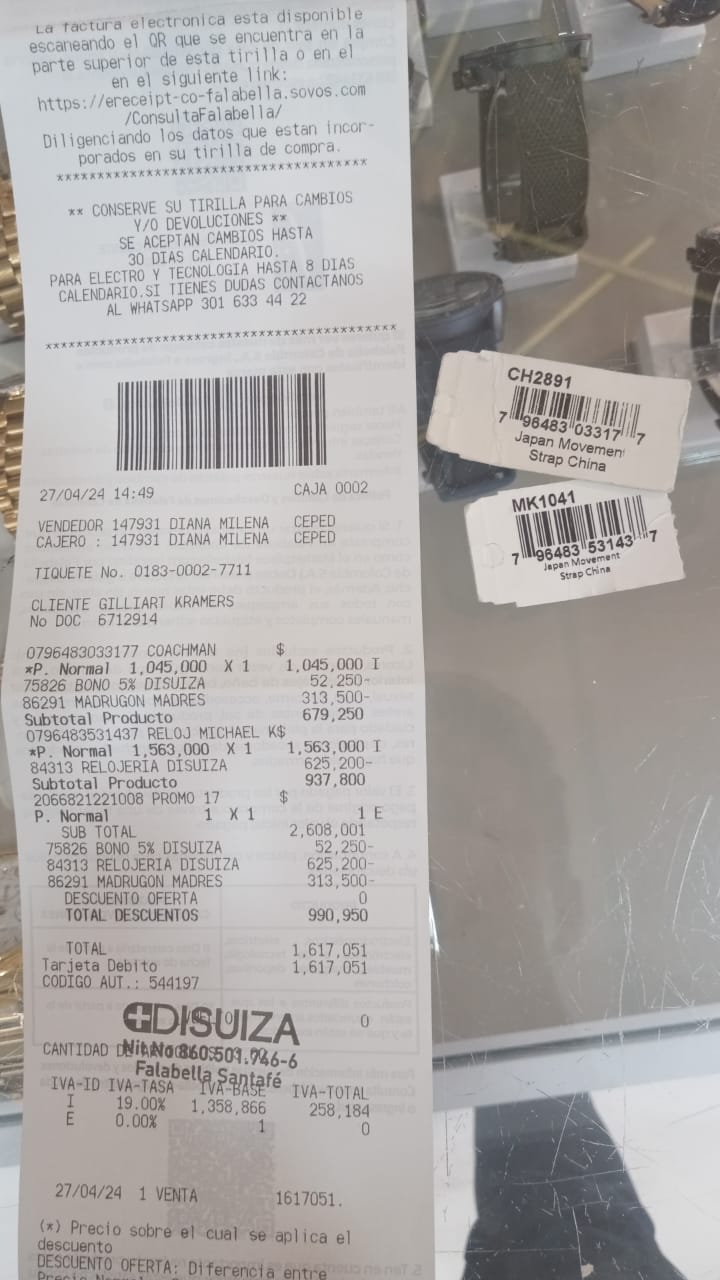 La factura electronica esta disponible
escaneando el QR que se encuentra en la
parte superior de esta tirilla o en el
en el siguiente link:
https://ereceipt-co-falabella.sovos.com
/ConsultaFalabella/
Diligenciando los datos que estan incor-
porados en su tirilla de compra.
****************************************
** CONSERVE SU TIRILLA PARA CAMBIOS
Y/O DEVOLUCIONES **
SE ACEPTAN CAMBIOS HASTA
30 DIAS CALENDARIO.
PARA ELECTRO Y TECNOLOGIA HASTA 8 DIAS
CALENDARIO.SI TIENES DUDAS CONTACTANOS
AL WHATSAPP 301 633 44 22
****************************************
27/04/24 14:49 CAJA 0002
VENDEDOR 147931 DIANA MILENA CEPED
CAJERO : 147931 DIANA MILENA CEPED
TIQUETE No. 0183-0002-7711
CLIENTE GILLIART KRAMERS
No DOC 6712914
0796483033177 COACHMAN $
*P. Normal 1,045,000 X 1 1,045,000 I
75826 BONO 5% DISUIZA 52,250-
86291 MADRUGON MADRES 313,500-
Subtotal Producto 679,250
0796483531437 RELOJ MICHAEL K$
*P. Normal 1,563,000 X 1 1,563,000 I
84313 RELOJERIA DISUIZA 625,200-
Subtotal Producto 937,800
2066821221008 PROMO 17 $
P. Normal 1 X 1 1 E
SUB TOTAL 2,608,001
75826 BONO 5% DISUIZA 52,250-
84313 RELOJERIA DISUIZA 625,200-
86291 MADRUGON MADRES 313,500-
DESCUENTO OFERTA 0
TOTAL DESCUENTOS 990,950
TOTAL 1,617,051
Tarjeta Debito 1,617,051
CODIGO AUT.: 544197
0
DISUIZA
CANTIDAD
Nit.No 860.501.746-6
Falabella Santafé
IVA-ID IVA-TASA IVA-BASE IVA-TOTAL
I 19.00% 1,358,866 258,184
E 0.00% 1 0
27/04/24 1 VENTA 1617051.
(*) Precio sobre el cual se aplica el
descuento
DESCUENTO OFERTA: Diferencia entre
CH2891
7 96483 03317 7
Japan Movement
Strap China
MK1041
7 96483 53143 7
Japan Movement
Strap China